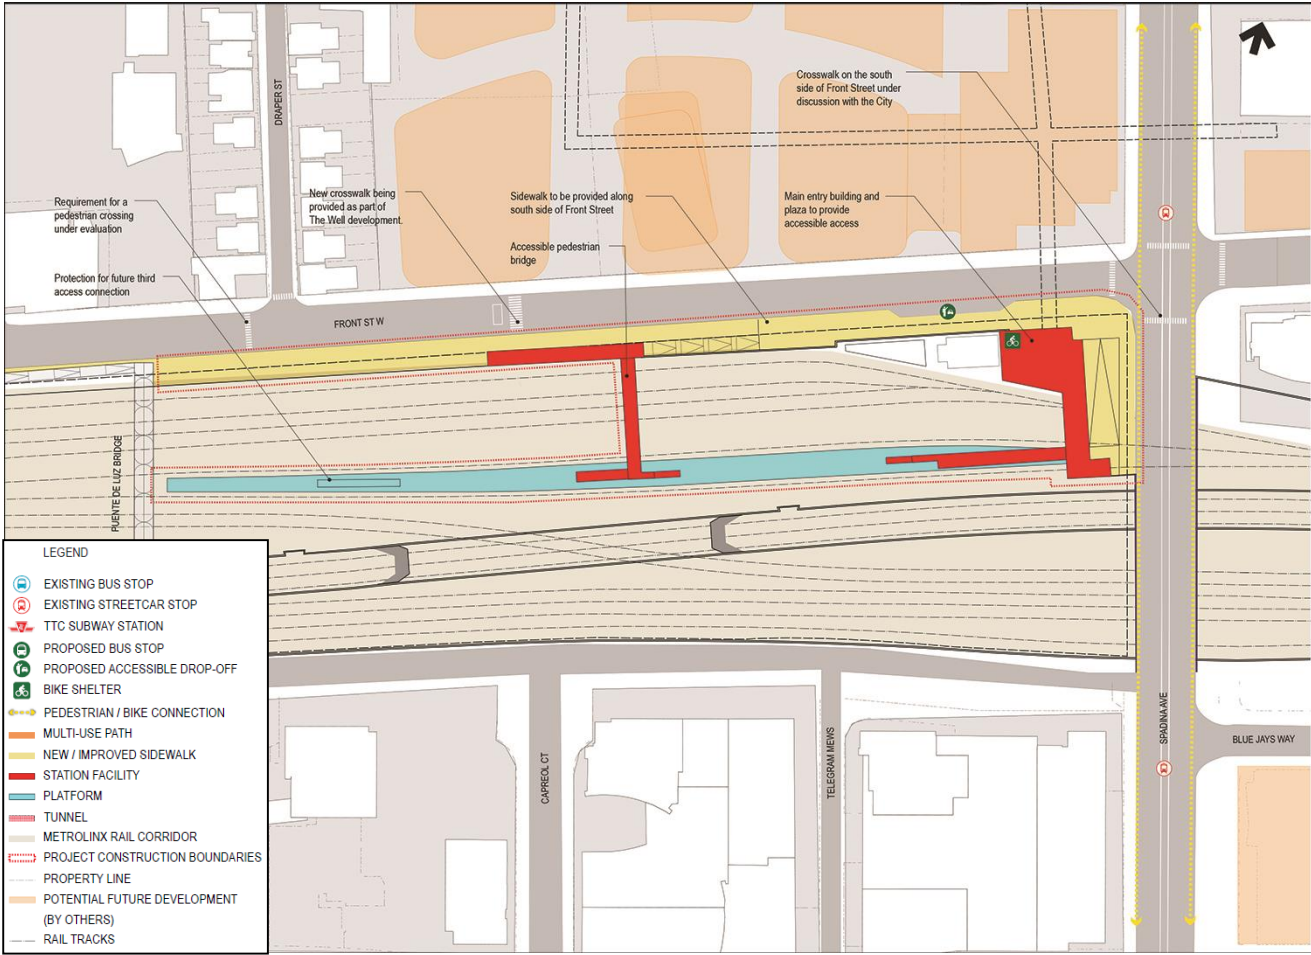 DRAPER ST
Crosswalk on the south
side of Front Street under
discussion with the City
Requirement for a
pedestrian crossing
under evaluation
New crosswalk being
provided as part of
The Well development.
Sidewalk to be provided along
south side of Front Street
Main entry building and
plaza to provide
accessible access
Accessible pedestrian
bridge
Protection for future third
access connection
FRONT ST W
PUENTE DE LUZ BRIDGE
LEGEND
EXISTING BUS STOP
EXISTING STREETCAR STOP
TTC SUBWAY STATION
PROPOSED BUS STOP
PROPOSED ACCESSIBLE DROP-OFF
BIKE SHELTER
PEDESTRIAN / BIKE CONNECTION
MULTI-USE PATH
NEW / IMPROVED SIDEWALK
STATION FACILITY
PLATFORM
TUNNEL
METROLINX RAIL CORRIDOR
PROJECT CONSTRUCTION BOUNDARIES
PROPERTY LINE
POTENTIAL FUTURE DEVELOPMENT
(BY OTHERS)
RAIL TRACKS
CAPREOL CT
TELEGRAM MEWS
SPADINA AVE
BLUE JAYS WAY